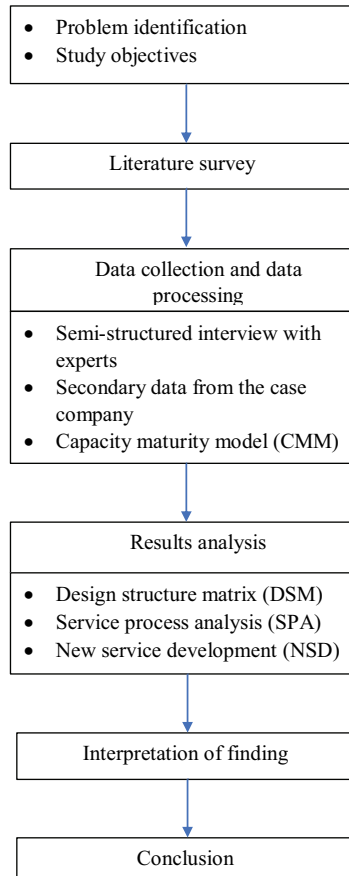 • Problem identification
• Study objectives
Literature survey
Data collection and data
processing
• Semi-structured interview with
experts
• Secondary data from the case
company
• Capacity maturity model (CMM)
Results analysis
• Design structure matrix (DSM)
• Service process analysis (SPA)
• New service development (NSD)
Interpretation of finding
Conclusion